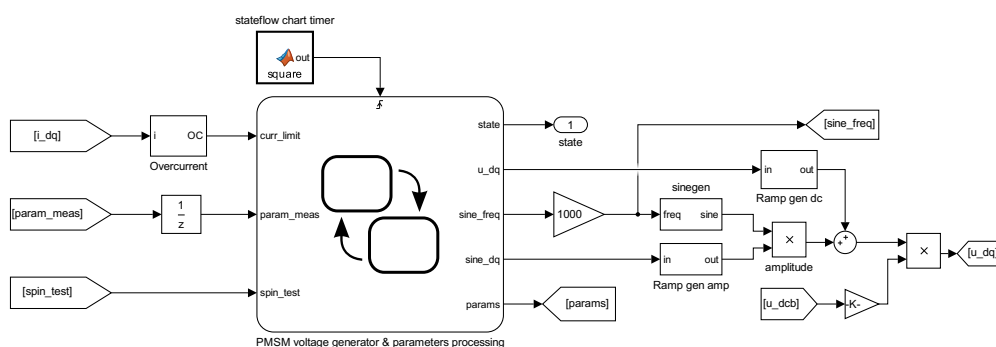 stateflow chart timer
out
square
[i_dq]
i
OC
Overcurrent
curr_limit
state
1
state
[sine_freq]
u_dq
in
out
Ramp gen dc
[param_meas]
1
z
param_meas
sine_freq
1000
sinegen
freq
sine
×
amplitude
+
+
×
[u_dq]
sine_dq
in
out
Ramp gen amp
[spin_test]
spin_test
params
[params]
[u_dcb]
-K-
PMSM voltage generator & parameters processing